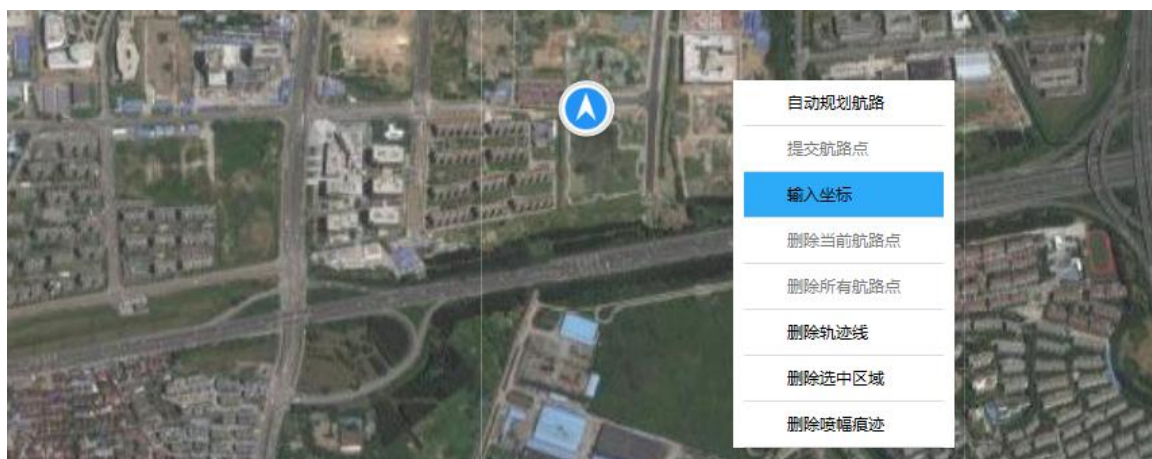 自动规划航路
提交航路点
输入坐标
删除当前航路点
删除所有航路点
删除轨迹线
删除选中区域
删除喷幅痕迹